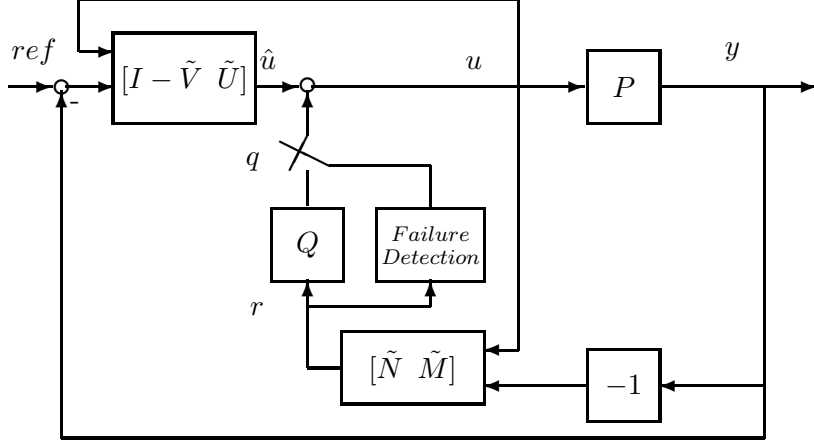 ref
-
[I − Ṽ Ũ]
û
u
P
y
q
Q
Failure
Detection
r
[Ñ M̃]
−1